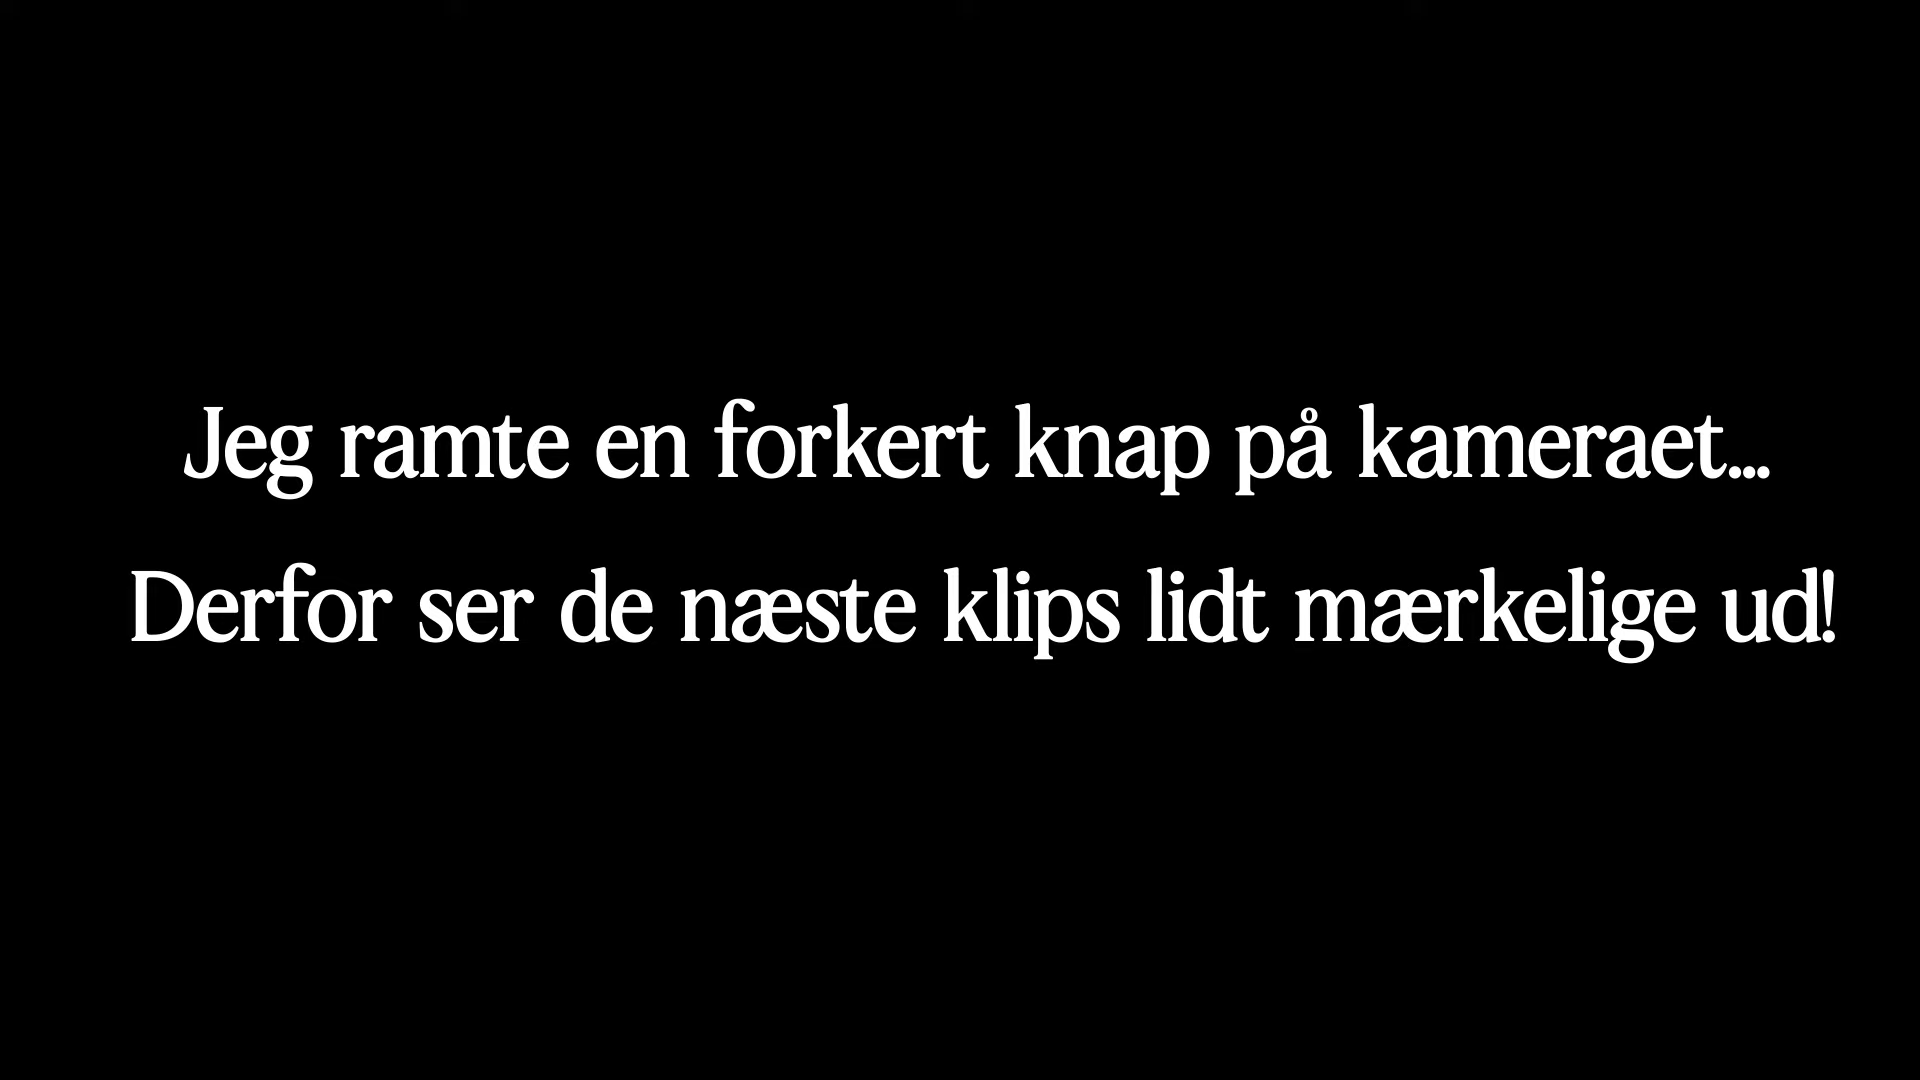 Jeg ramte en forkert knap på kameraet...
Derfor ser de næste klips lidt mærkelige ud!